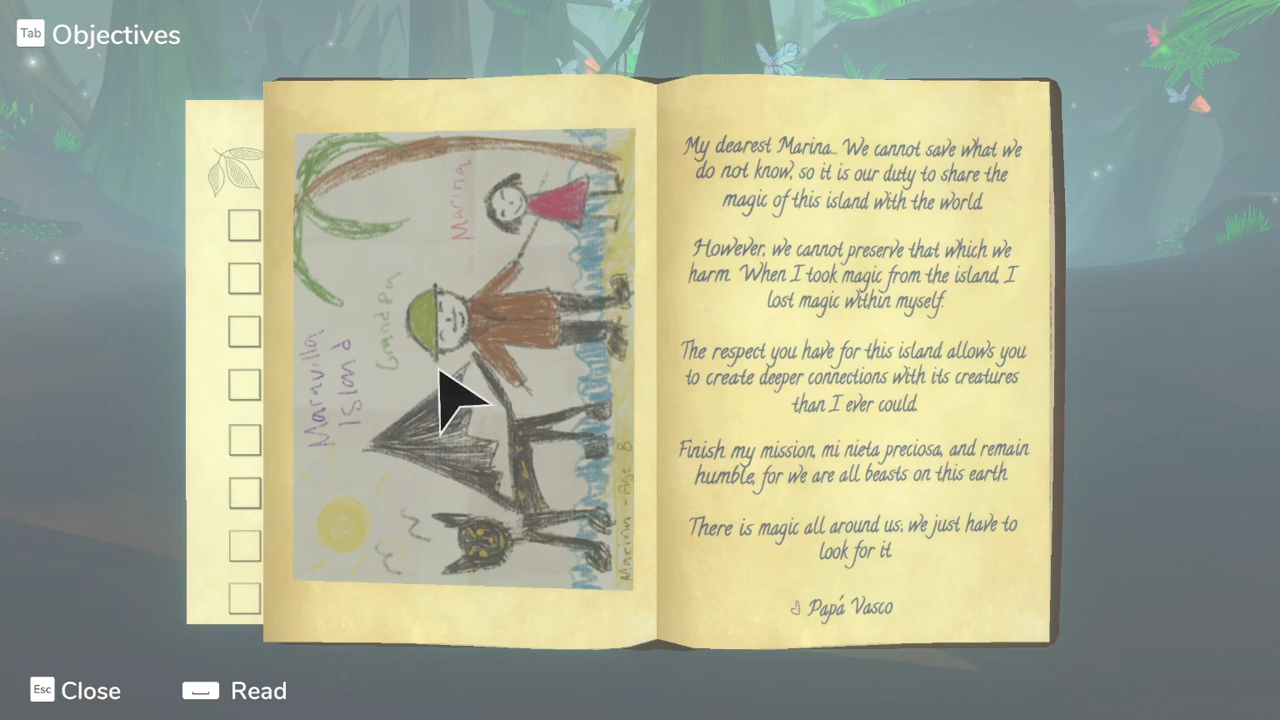 Tab Objectives
Maravilla
Island
Grandpa
Marina
Marina - Age 8
My dearest Marina... We cannot save what we
do not know, so it is our duty to share the
magic of this island with the world.
However, we cannot preserve that which we
harm. When I took magic from the island, I
lost magic within myself.
The respect you have for this island allows you
to create deeper connections with its creatures
than I ever could.
Finish my mission, mi nieta preciosa, and remain
humble, for we are all beasts on this earth.
There is magic all around us; we just have to
look for it.
♡ Papá Vasco
Esc Close
Read